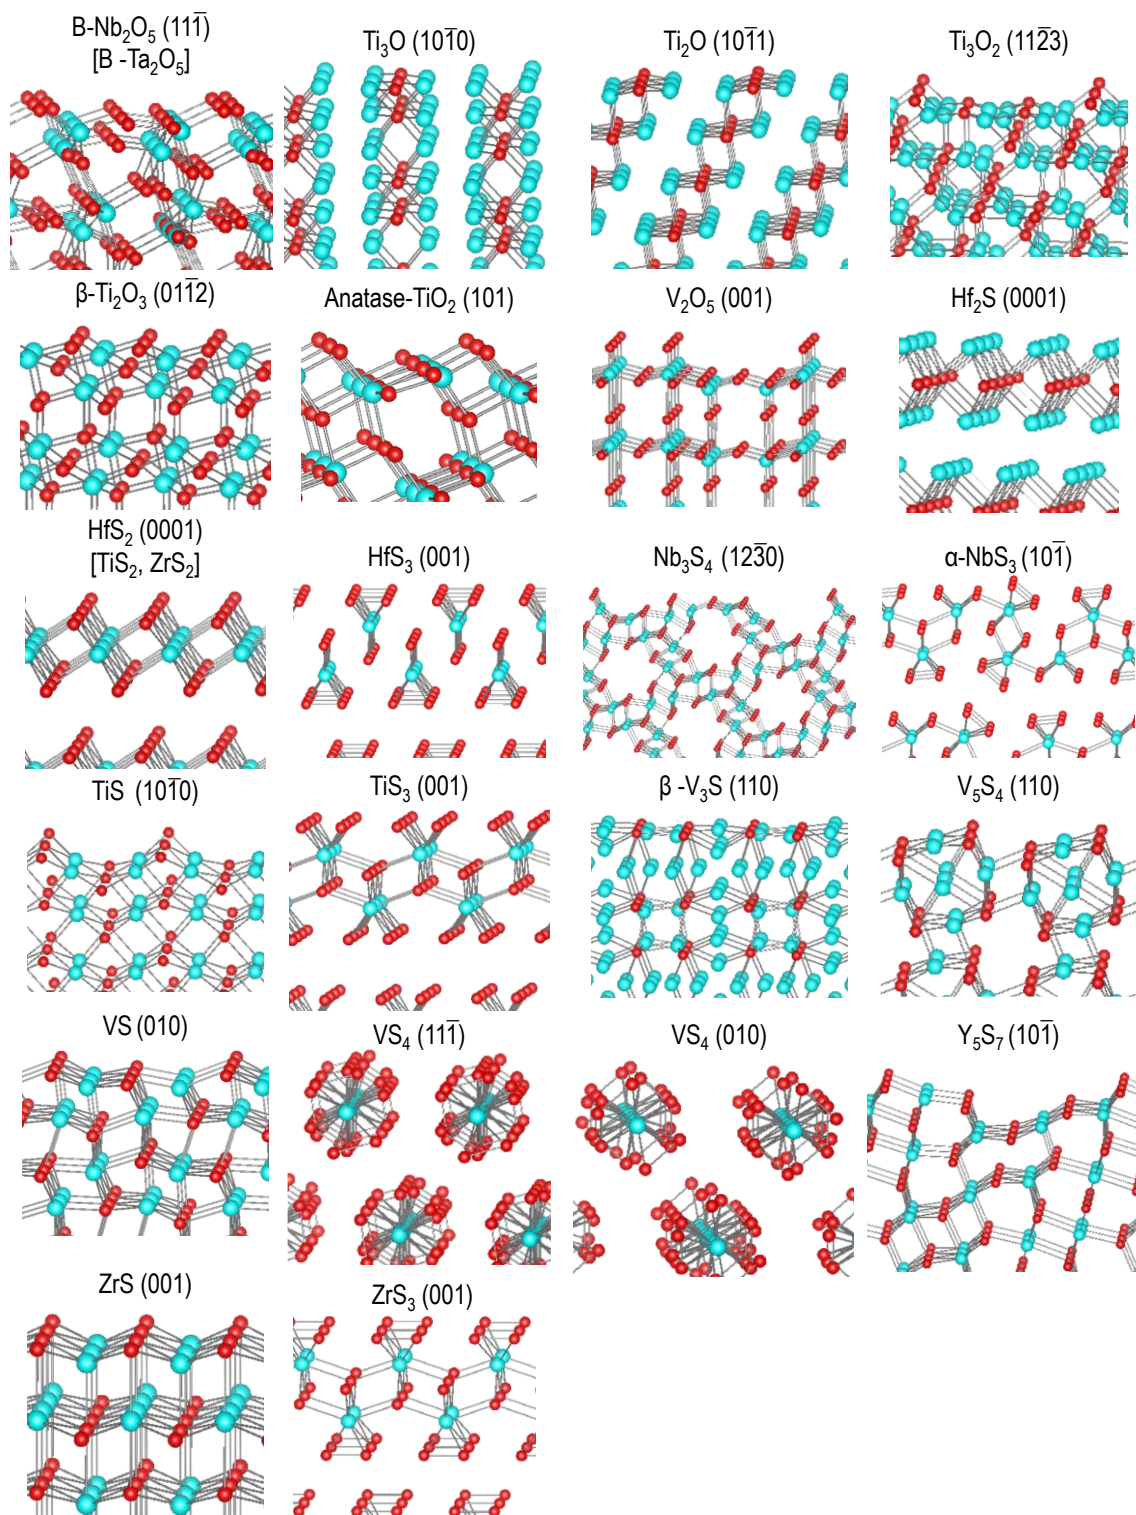 B-Nb₂O₅ (111̅)
[B -Ta₂O₅]
Ti₃O (101̅0)
Ti₂O (101̅1)
Ti₃O₂ (112̅3)
β-Ti₂O₃ (011̅2)
Anatase-TiO₂ (101)
V₂O₅ (001)
Hf₂S (0001)
HfS₂ (0001)
[TiS₂, ZrS₂]
HfS₃ (001)
Nb₃S₄ (123̅0)
α-NbS₃ (101̅)
TiS (101̅0)
TiS₃ (001)
β -V₃S (110)
V₅S₄ (110)
VS (010)
VS₄ (111̅)
VS₄ (010)
Y₅S₇ (101̅)
ZrS (001)
ZrS₃ (001)